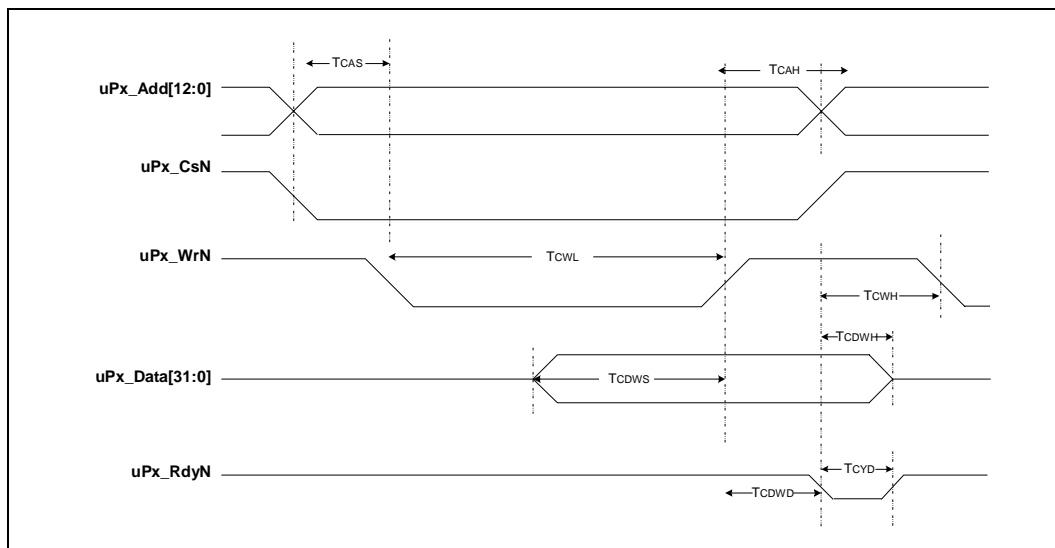 TCAS
TCAH
uPx_Add[12:0]
uPx_CsN
uPx_WrN
TCWL
TCWH
TCDWH
uPx_Data[31:0]
TCDWS
uPx_RdyN
TCYD
TCDWD